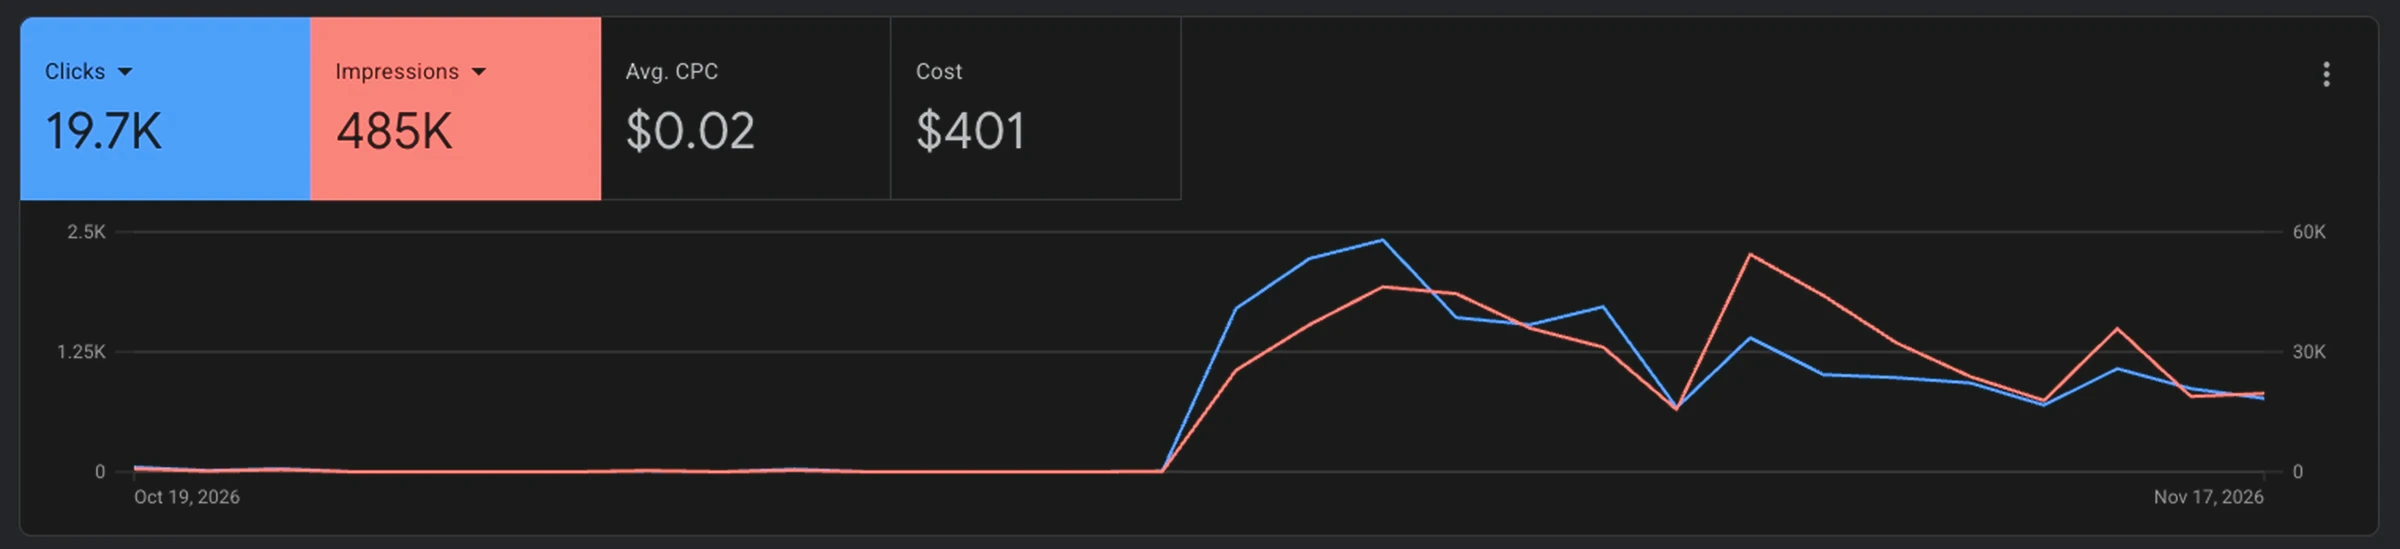 Clicks
Impressions
Avg. CPC
Cost
19.7K
485K
$0.02
$401
2.5K
60K
1.25K
30K
0
0
Oct 19, 2026
Nov 17, 2026